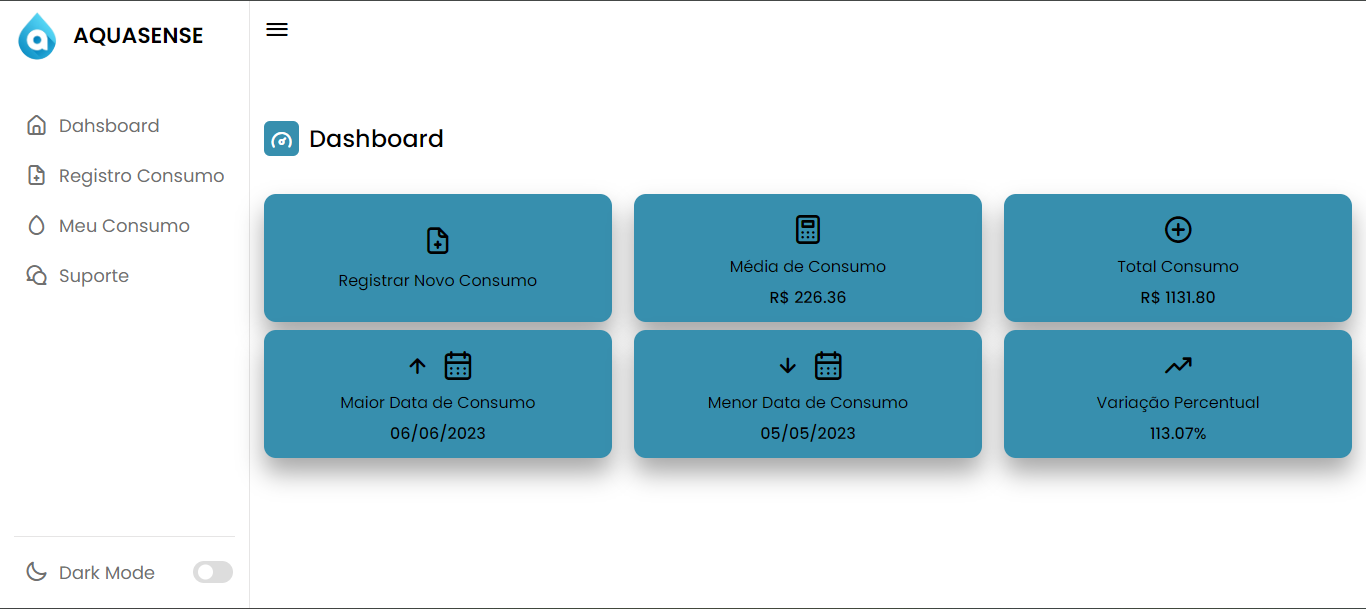 AQUASENSE
Dahsboard
Registro Consumo
Meu Consumo
Suporte
Dark Mode
Dashboard
Registrar Novo Consumo
Média de Consumo
R$ 226.36
Total Consumo
R$ 1131.80
Maior Data de Consumo
06/06/2023
Menor Data de Consumo
05/05/2023
Variação Percentual
113.07%